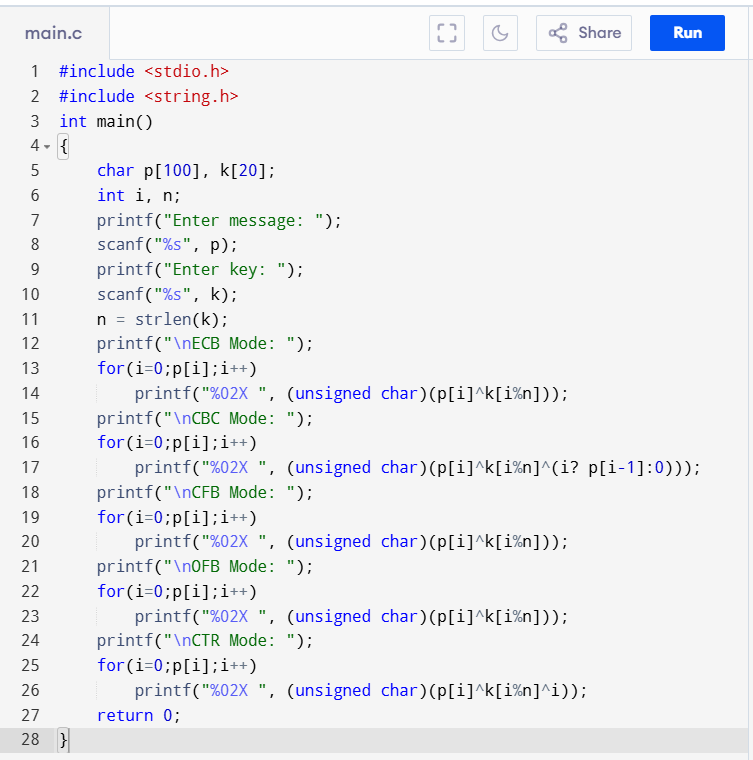 main.c
Share
Run
1 #include <stdio.h>
2 #include <string.h>
3 int main()
4 {
5     char p[100], k[20];
6     int i, n;
7     printf("Enter message: ");
8     scanf("%s", p);
9     printf("Enter key: ");
10     scanf("%s", k);
11     n = strlen(k);
12     printf("\nECB Mode: ");
13     for(i=0;p[i];i++)
14         printf("%02X ", (unsigned char)(p[i]^k[i%n]));
15     printf("\nCBC Mode: ");
16     for(i=0;p[i];i++)
17         printf("%02X ", (unsigned char)(p[i]^k[i%n]^(i? p[i-1]:0)));
18     printf("\nCFB Mode: ");
19     for(i=0;p[i];i++)
20         printf("%02X ", (unsigned char)(p[i]^k[i%n]));
21     printf("\nOFB Mode: ");
22     for(i=0;p[i];i++)
23         printf("%02X ", (unsigned char)(p[i]^k[i%n]));
24     printf("\nCTR Mode: ");
25     for(i=0;p[i];i++)
26         printf("%02X ", (unsigned char)(p[i]^k[i%n]^i));
27     return 0;
28 }